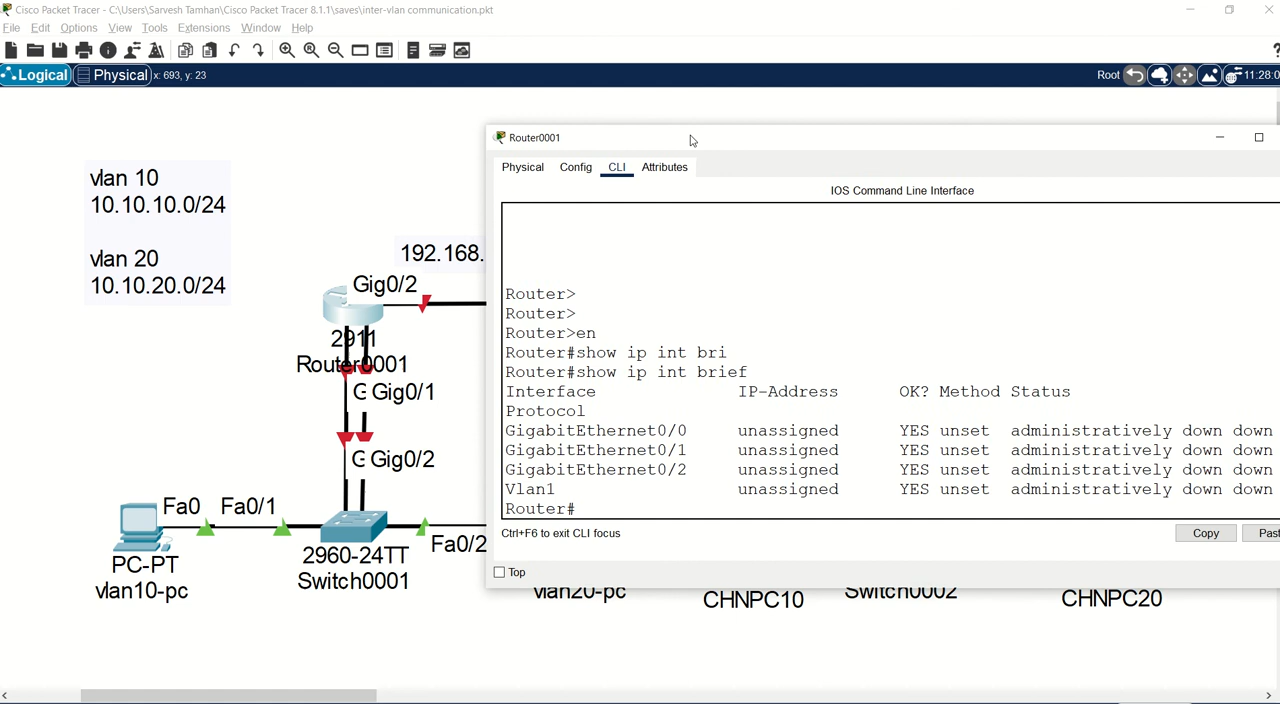 Cisco Packet Tracer - C:\Users\Sarvesh Tamhan\Cisco Packet Tracer 8.1.1\saves\inter-vlan communication.pkt
File Edit Options View Tools Extensions Window Help
Logical Physical x: 693, y: 23 Root 11:28:0
vlan 10
10.10.10.0/24
vlan 20
10.10.20.0/24
192.168.
Gig0/2
2911
Router0001
G Gig0/1
G Gig0/2
Fa0 Fa0/1
Fa0/2
PC-PT
vlan10-pc
2960-24TT
Switch0001
Router0001
Physical Config CLI Attributes
IOS Command Line Interface
Router>
Router>
Router>en
Router#show ip int bri
Router#show ip int brief
Interface IP-Address OK? Method Status
Protocol
GigabitEthernet0/0 unassigned YES unset administratively down down
GigabitEthernet0/1 unassigned YES unset administratively down down
GigabitEthernet0/2 unassigned YES unset administratively down down
Vlan1 unassigned YES unset administratively down down
Router#
Ctrl+F6 to exit CLI focus
Copy Past
Top
vlan20-pc CHNPC10 Switch0002 CHNPC20